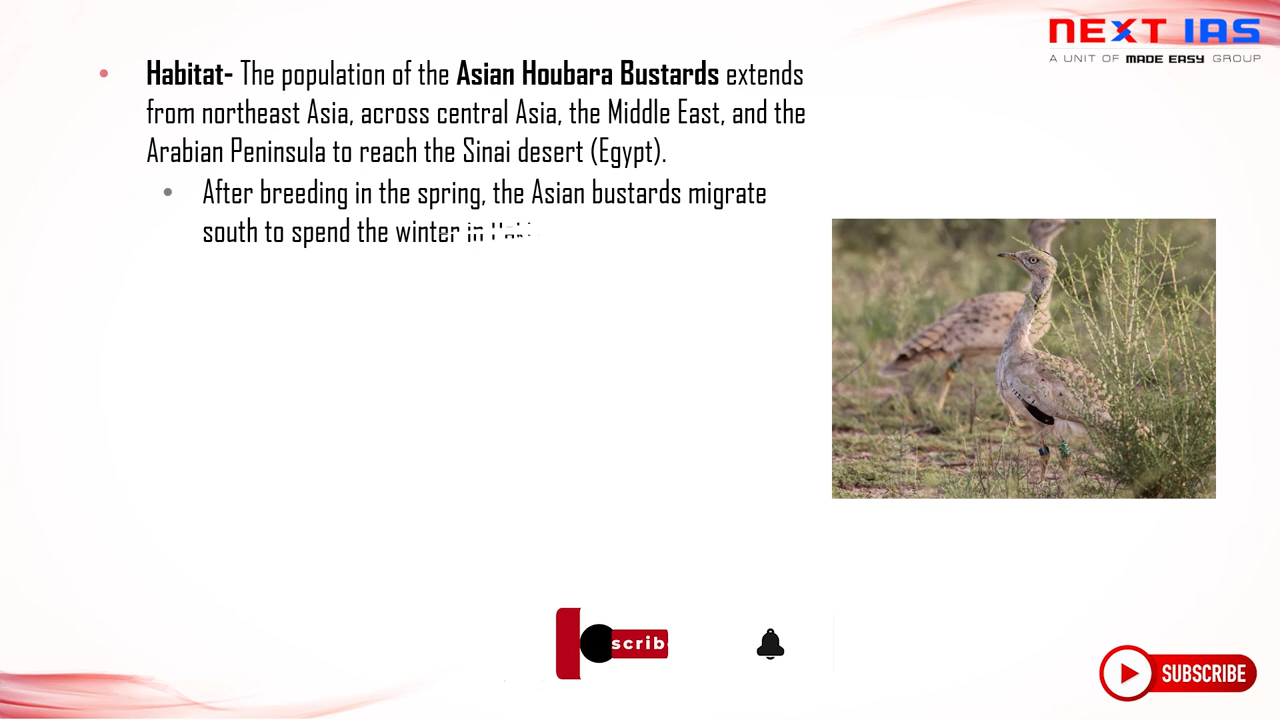 NEXT IAS
A UNIT OF MADE EASY GROUP
Habitat- The population of the Asian Houbara Bustards extends
from northeast Asia, across central Asia, the Middle East, and the
Arabian Peninsula to reach the Sinai desert (Egypt).
After breeding in the spring, the Asian bustards migrate
south to spend the winter in
scrib
SUBSCRIBE